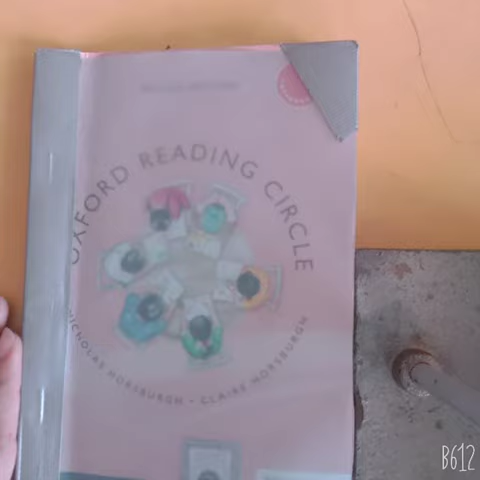 OXFORD READING CIRCLE
NICHOLAS HORSBURGH • CLAIRE HORSBURGH
B612